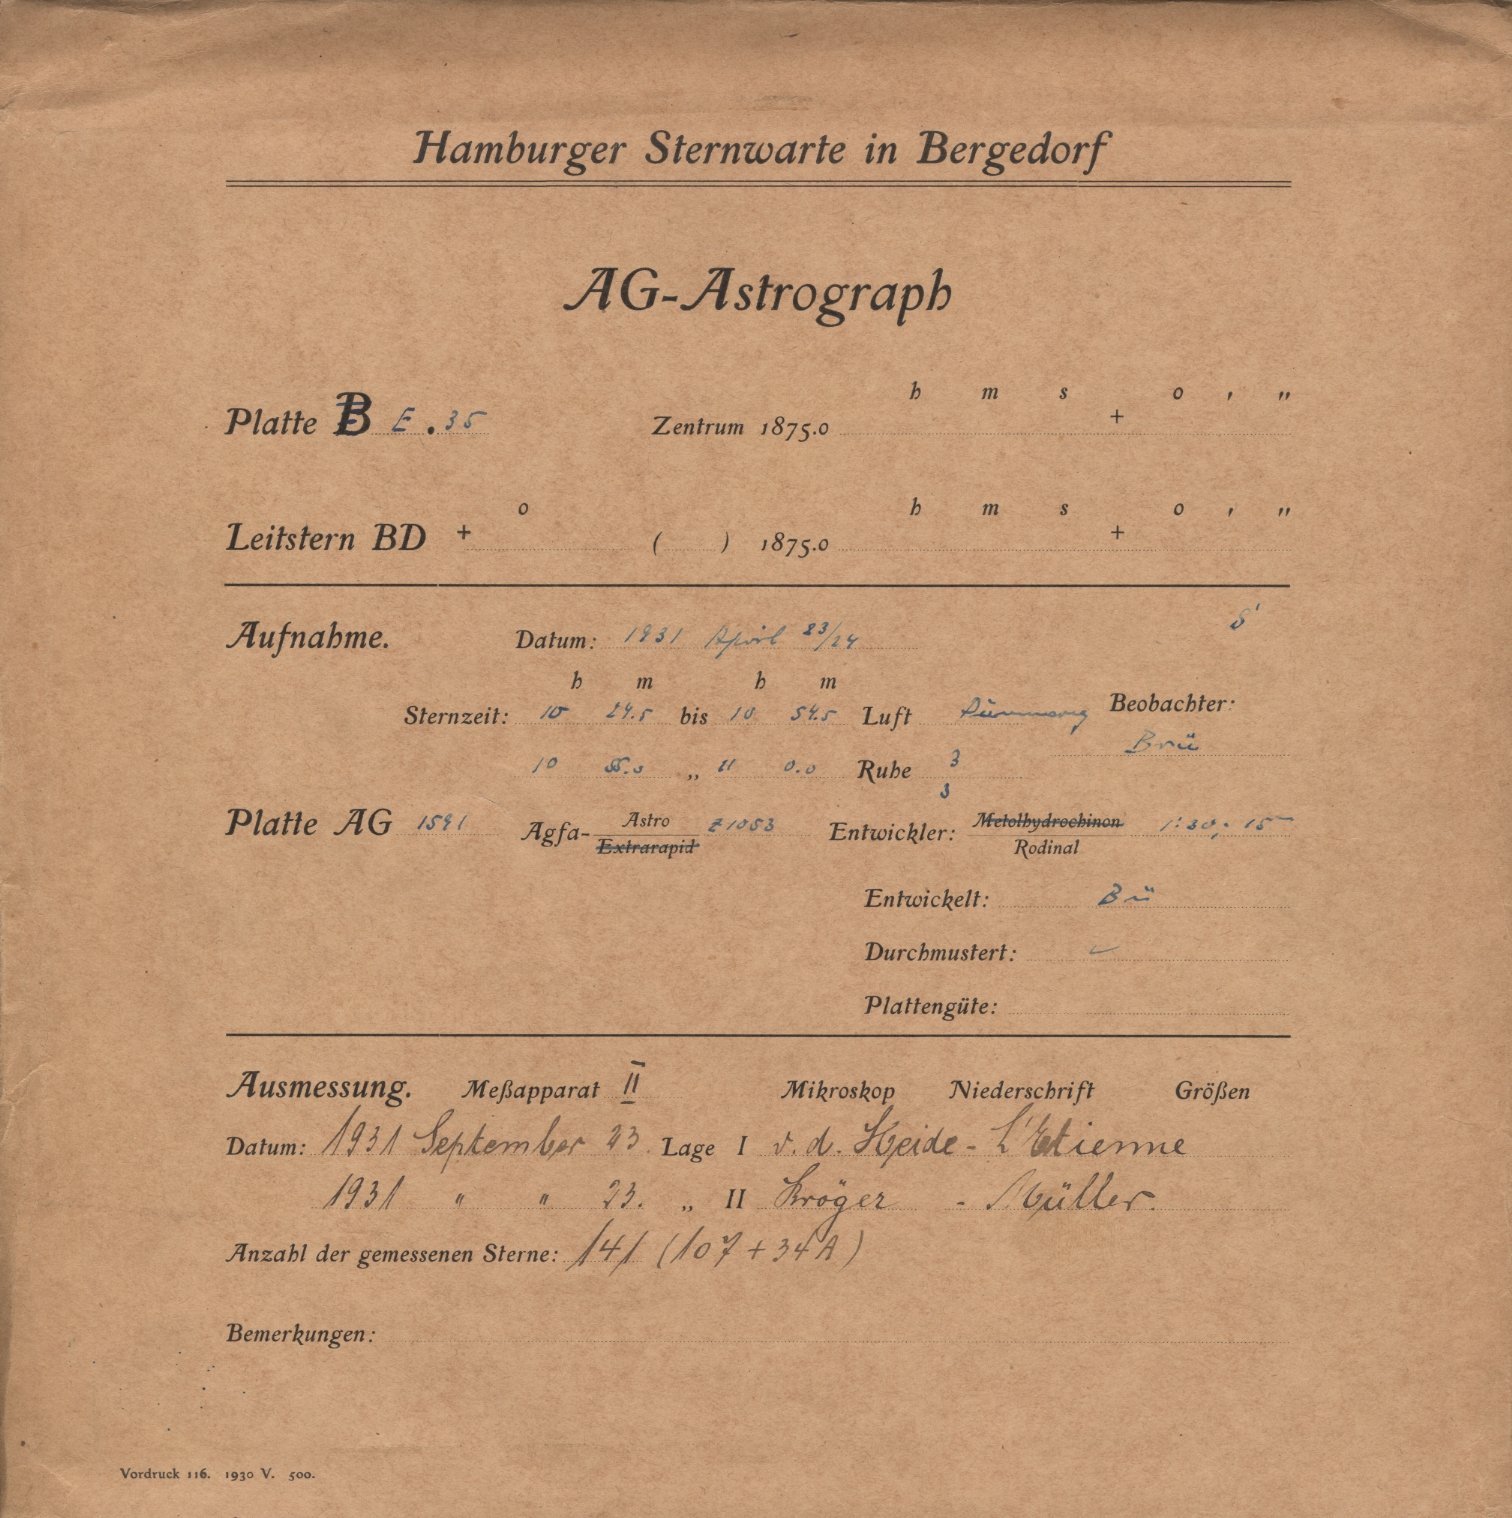 Hamburger Sternwarte in Bergedorf
AG-Astrograph
h m s o , ,,
Platte B E . 35 Zentrum 1875.0 +
o h m s o , ,,
Leitstern BD + ( ) 1875.0 +
Aufnahme. Datum: 1931 April 23/24
h m h m
Sternzeit: 10 24.5 bis 10 54.5 Luft Beobachter:
Brü
10 55.0 ,, 11 0.0 Ruhe 3
3
Platte AG 1591 Agfa- Astro Z1053 Entwickler: Metolhydrochinon 1:30, 15
Extrarapid Rodinal
Entwickelt: Bü
Durchmustert:
Plattengüte:
Ausmessung. Meßapparat II Mikroskop Niederschrift Größen
Datum: 1931 September 23 Lage I v. d. Heide - L'Etienne
1931 " " 23. ,, II Kröger - Müller.
Anzahl der gemessenen Sterne: 141 (107 + 34 A)
Bemerkungen:
Vordruck 116. 1930 V. 500.